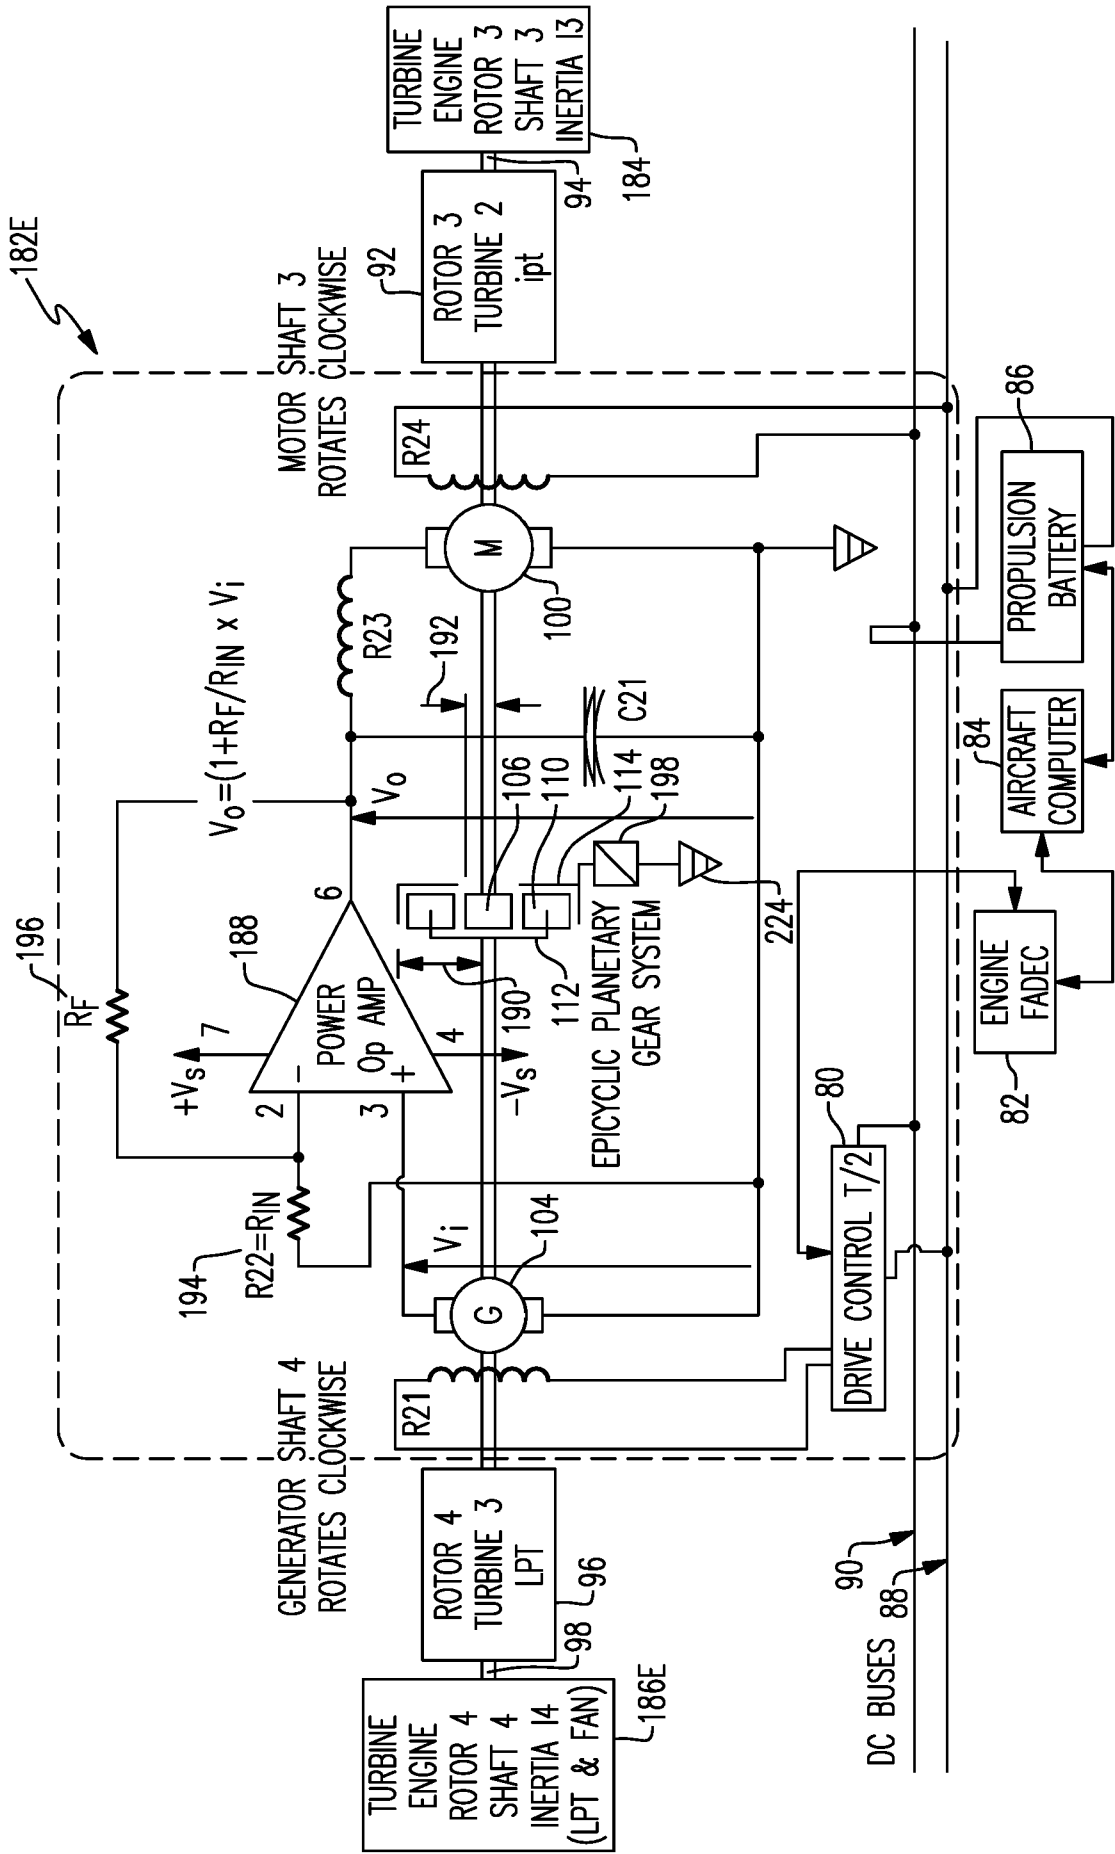 182E
MOTOR SHAFT 3
ROTATES CLOCKWISE
GENERATOR SHAFT 4
ROTATES CLOCKWISE
TURBINE
ENGINE
ROTOR 4
SHAFT 4
INERTIA I4
(LPT & FAN)
186E
98
ROTOR 4
TURBINE 3
LPT
96
R21
G
104
Vi
194
R22=RIN
196
RF
+Vs
7
2
3
-
+
POWER
Op AMP
188
6
4
-Vs
Vo=(1+RF/RIN x Vi
Vo
190
192
112
106
110
114
198
224
EPICYCLIC PLANETARY
GEAR SYSTEM
C21
R23
M
100
R24
92
ROTOR 3
TURBINE 2
ipt
94
TURBINE
ENGINE
ROTOR 3
SHAFT 3
INERTIA I3
184
80
DRIVE CONTROL T/2
DC BUSES
90
88
82
ENGINE
FADEC
84
AIRCRAFT
COMPUTER
86
PROPULSION
BATTERY